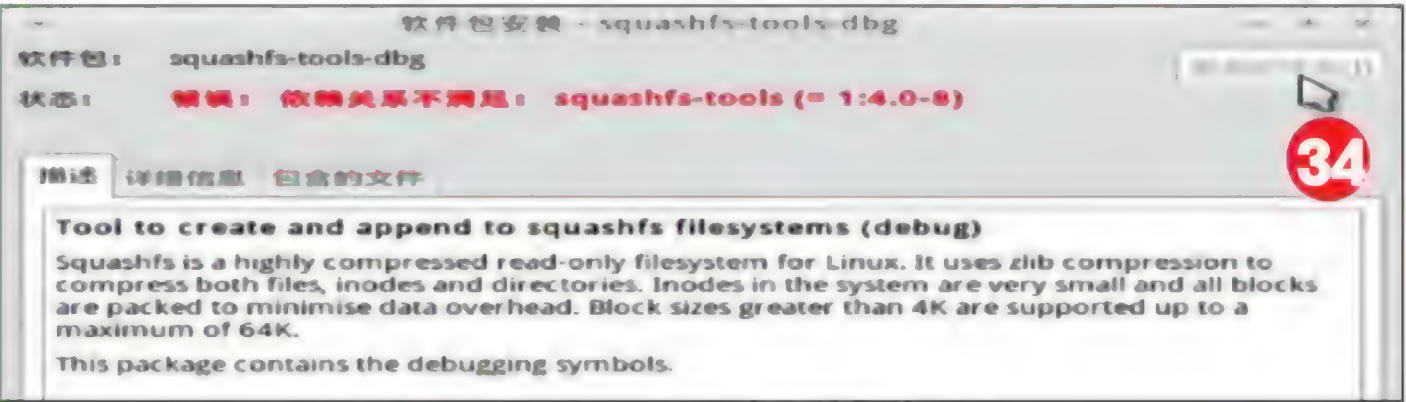 软件包安装 - squashfs-tools-dbg
软件包： squashfs-tools-dbg
状态： 错误： 依赖关系不满足： squashfs-tools (= 1:4.0-8)
34
描述 详细信息 包含的文件
Tool to create and append to squashfs filesystems (debug)
Squashfs is a highly compressed read-only filesystem for Linux. It uses zlib compression to
compress both files, inodes and directories. Inodes in the system are very small and all blocks
are packed to minimise data overhead. Block sizes greater than 4K are supported up to a
maximum of 64K.
This package contains the debugging symbols.